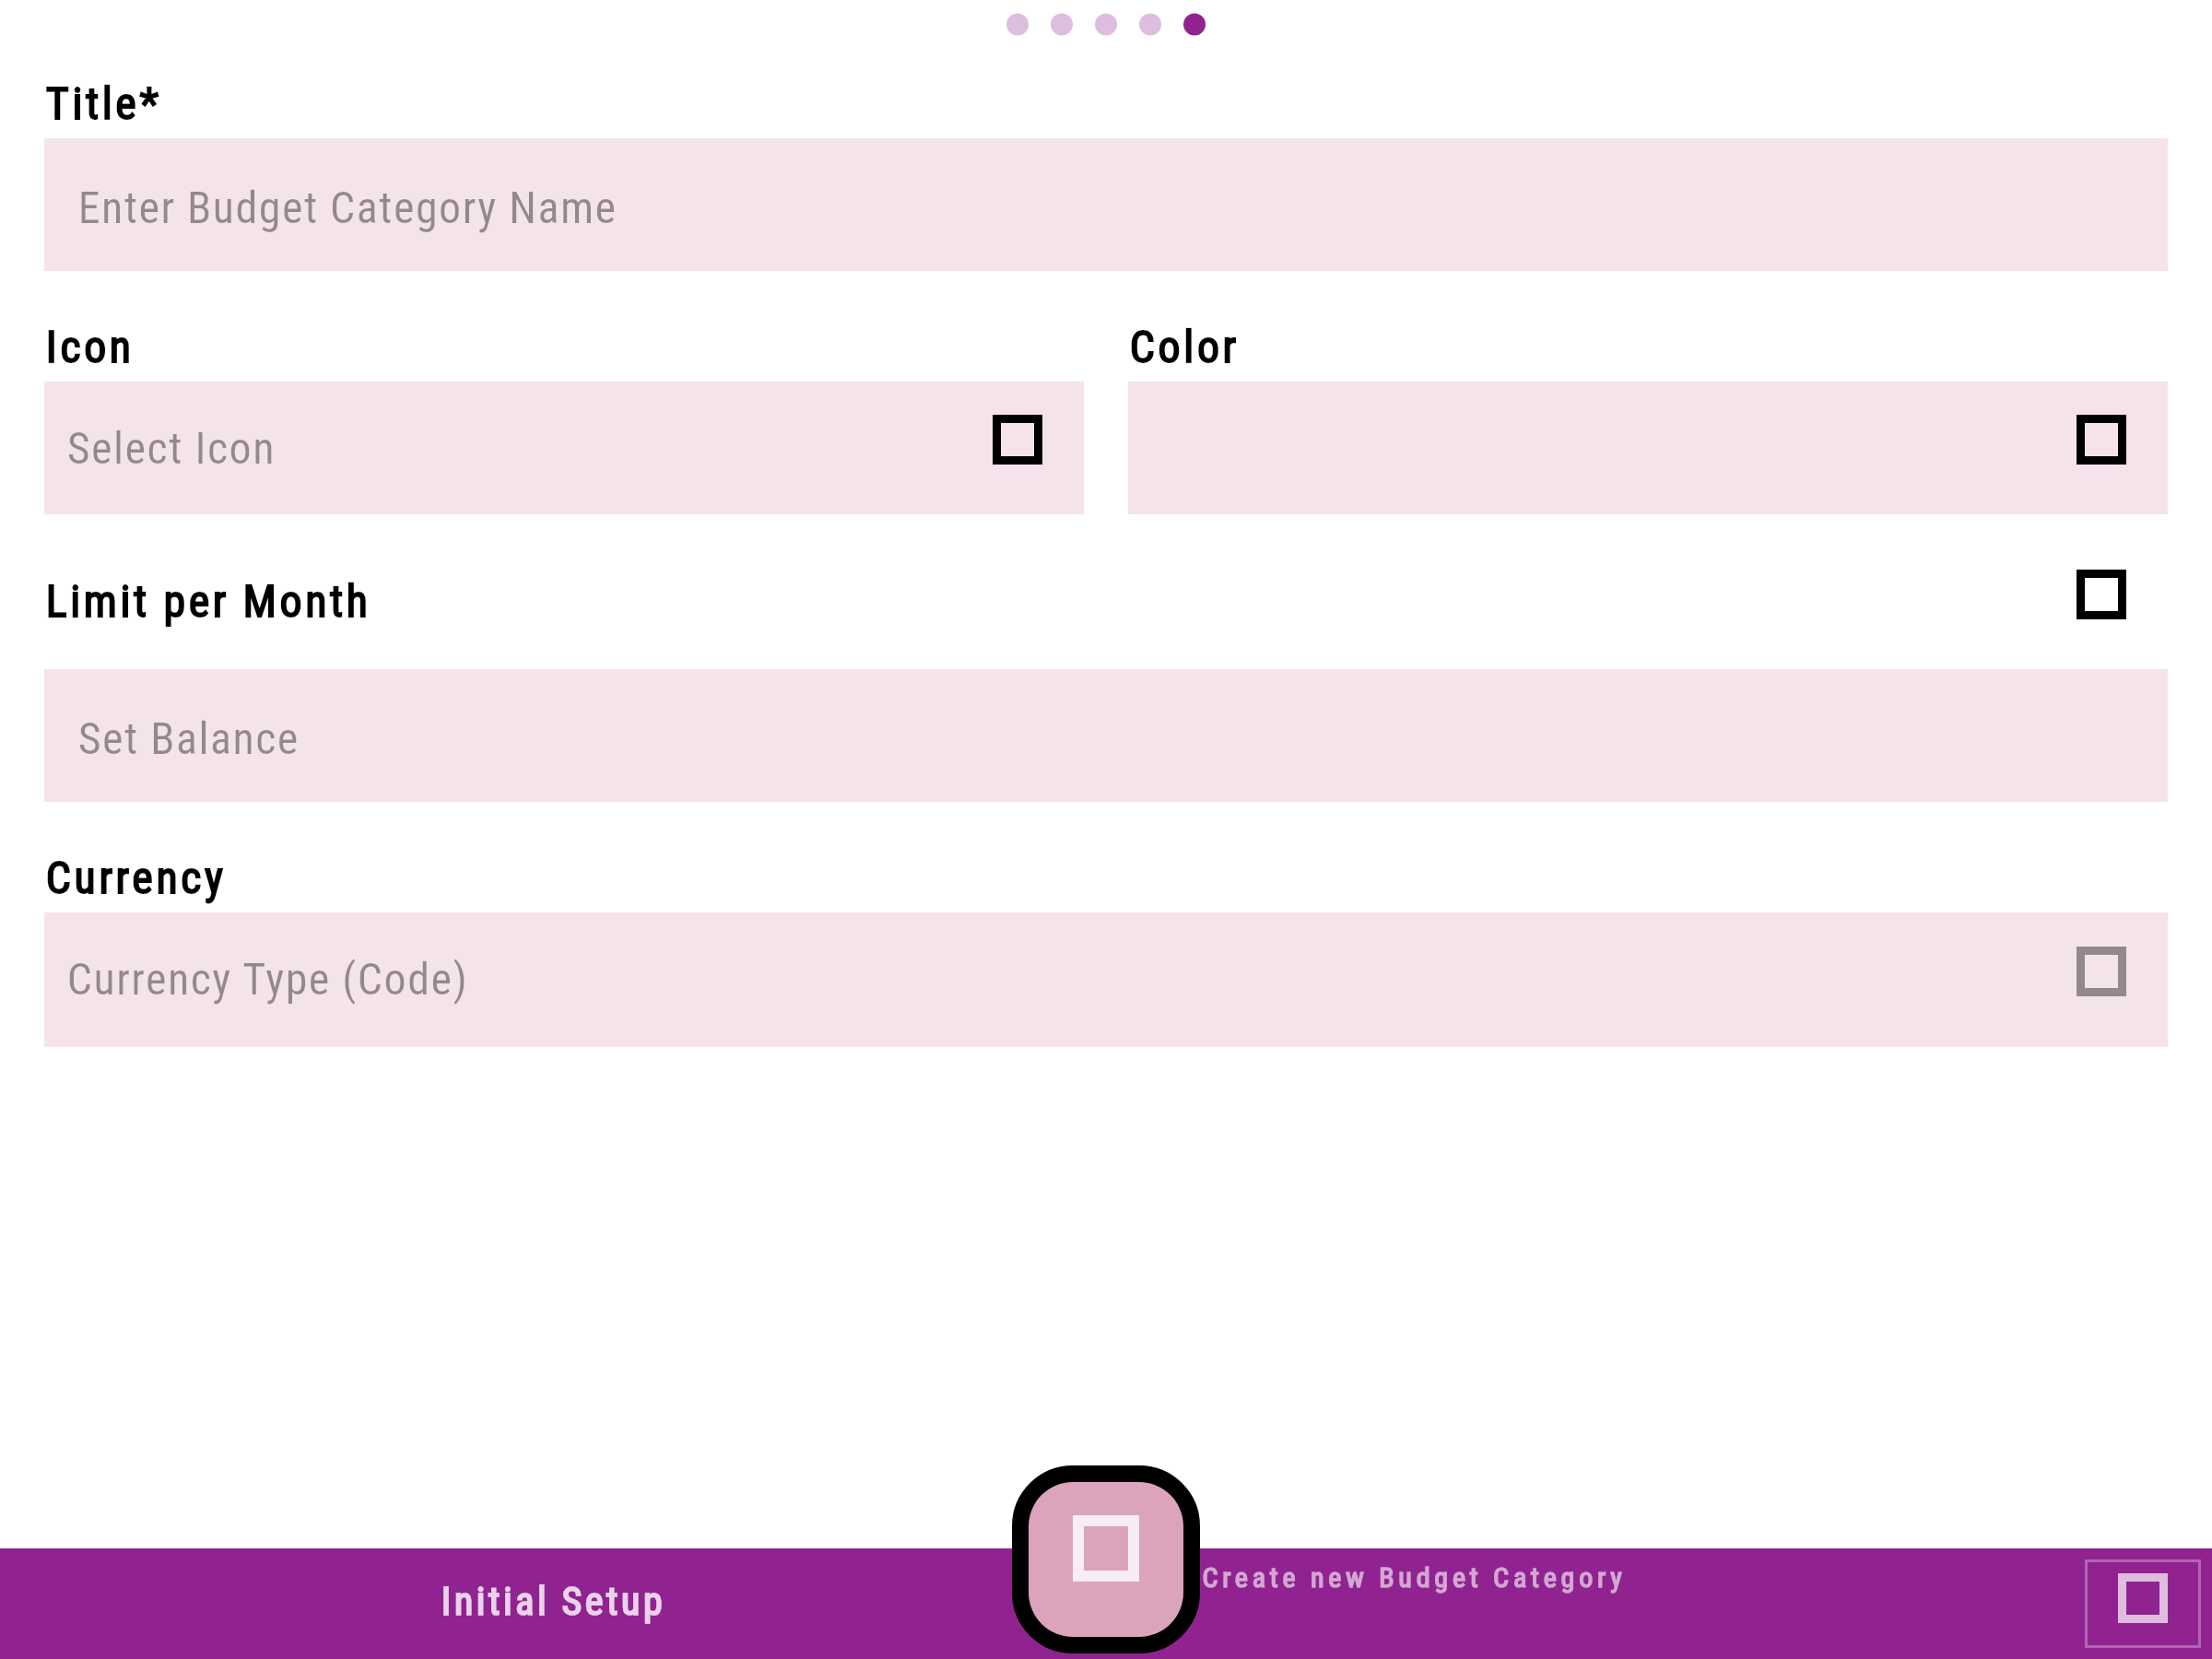 Title*
Enter Budget Category Name
Icon
Color
Select Icon
Limit per Month
Set Balance
Currency
Currency Type (Code)
Initial Setup
Create new Budget Category